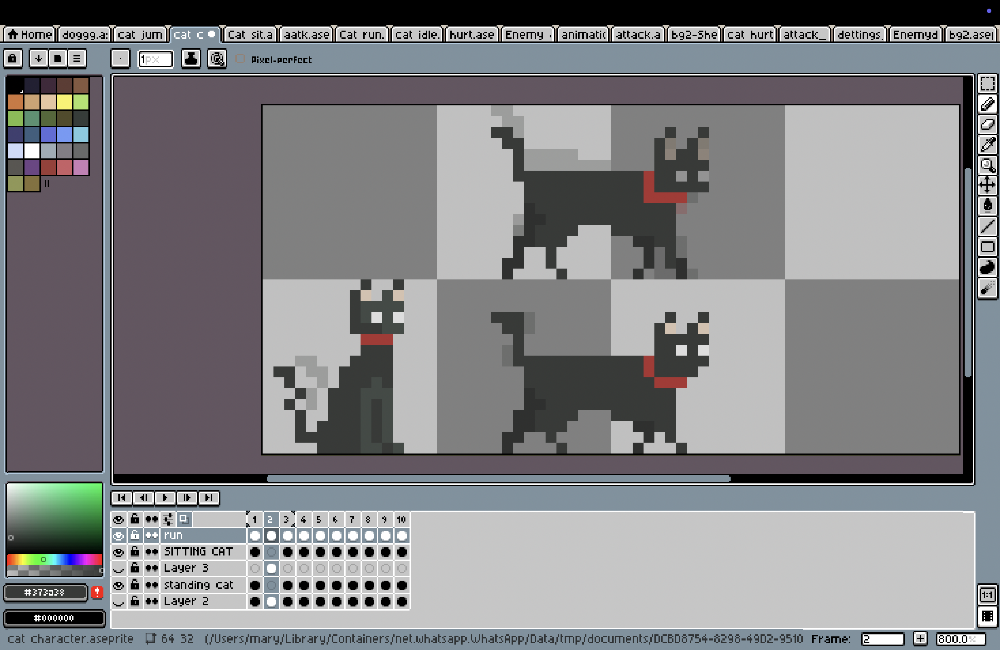 Home doggg.a: cat jum cat c Cat sit.a aatk.ase Cat run. cat idle. hurt.ase Enemy animatic attack.a bg2-She cat hurt attack_ dettings. Enemyd bg2.asep
1px Pixel-perfect
1 2 3 4 5 6 7 8 9 10
run
SITTING CAT
Layer 3
standing cat
Layer 2
#373a38
#000000
1:1
cat character.aseprite 64 32 (/Users/mary/Library/Containers/net.whatsapp.WhatsApp/Data/tmp/documents/DCBD8754-8298-49D2-9510 Frame: 2 + 800.0%